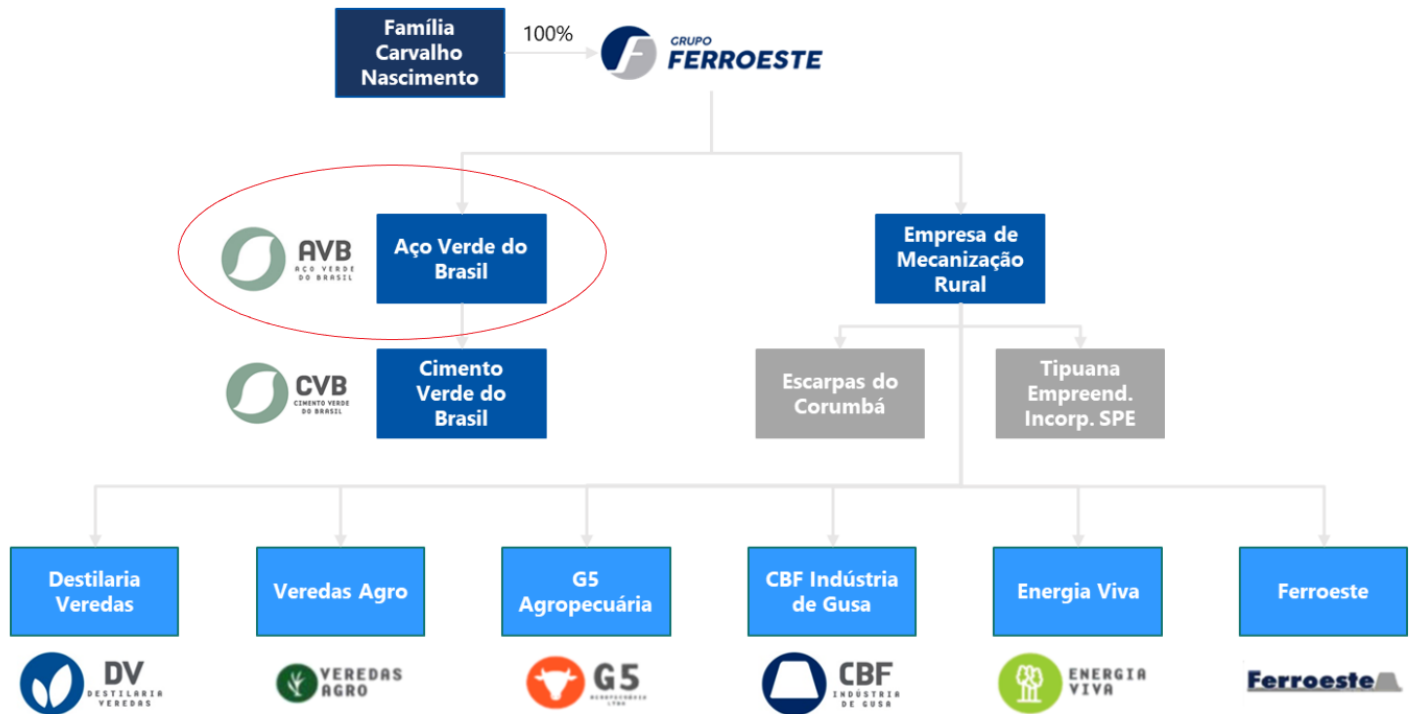 Família
Carvalho
Nascimento
100%
GRUPO
FERROESTE
AVB
AÇO VERDE
DO BRASIL
Aço Verde do
Brasil
Empresa de
Mecanização
Rural
CVB
CIMENTO VERDE
DO BRASIL
Cimento
Verde do
Brasil
Escarpas do
Corumbá
Tipuana
Empreend.
Incorp. SPE
Destilaria
Veredas
Veredas Agro
G5
Agropecuária
CBF Indústria
de Gusa
Energia Viva
Ferroeste
DV
DESTILARIA
VEREDAS
VEREDAS
AGRO
G5
AGROPECUÁRIA
LTDA
CBF
INDÚSTRIA
DE GUSA
ENERGIA
VIVA
Ferroeste